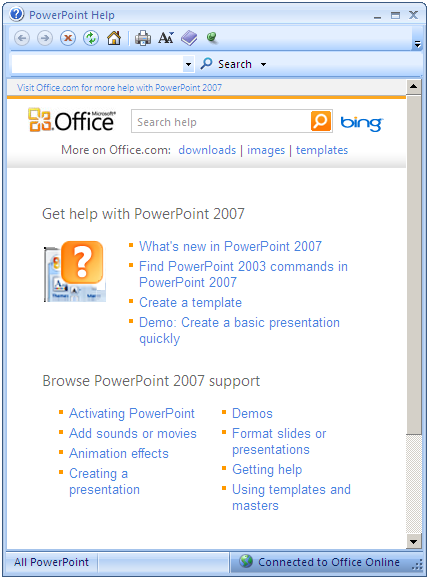 PowerPoint Help
Search
Visit Office.com for more help with PowerPoint 2007
Microsoft®
Office
Search help
bing
More on Office.com: downloads | images | templates
Get help with PowerPoint 2007
What's new in PowerPoint 2007
Find PowerPoint 2003 commands in
PowerPoint 2007
Create a template
Demo: Create a basic presentation
quickly
Themes
Browse PowerPoint 2007 support
Activating PowerPoint
Add sounds or movies
Animation effects
Creating a
presentation
Demos
Format slides or
presentations
Getting help
Using templates and
masters
All PowerPoint
Connected to Office Online